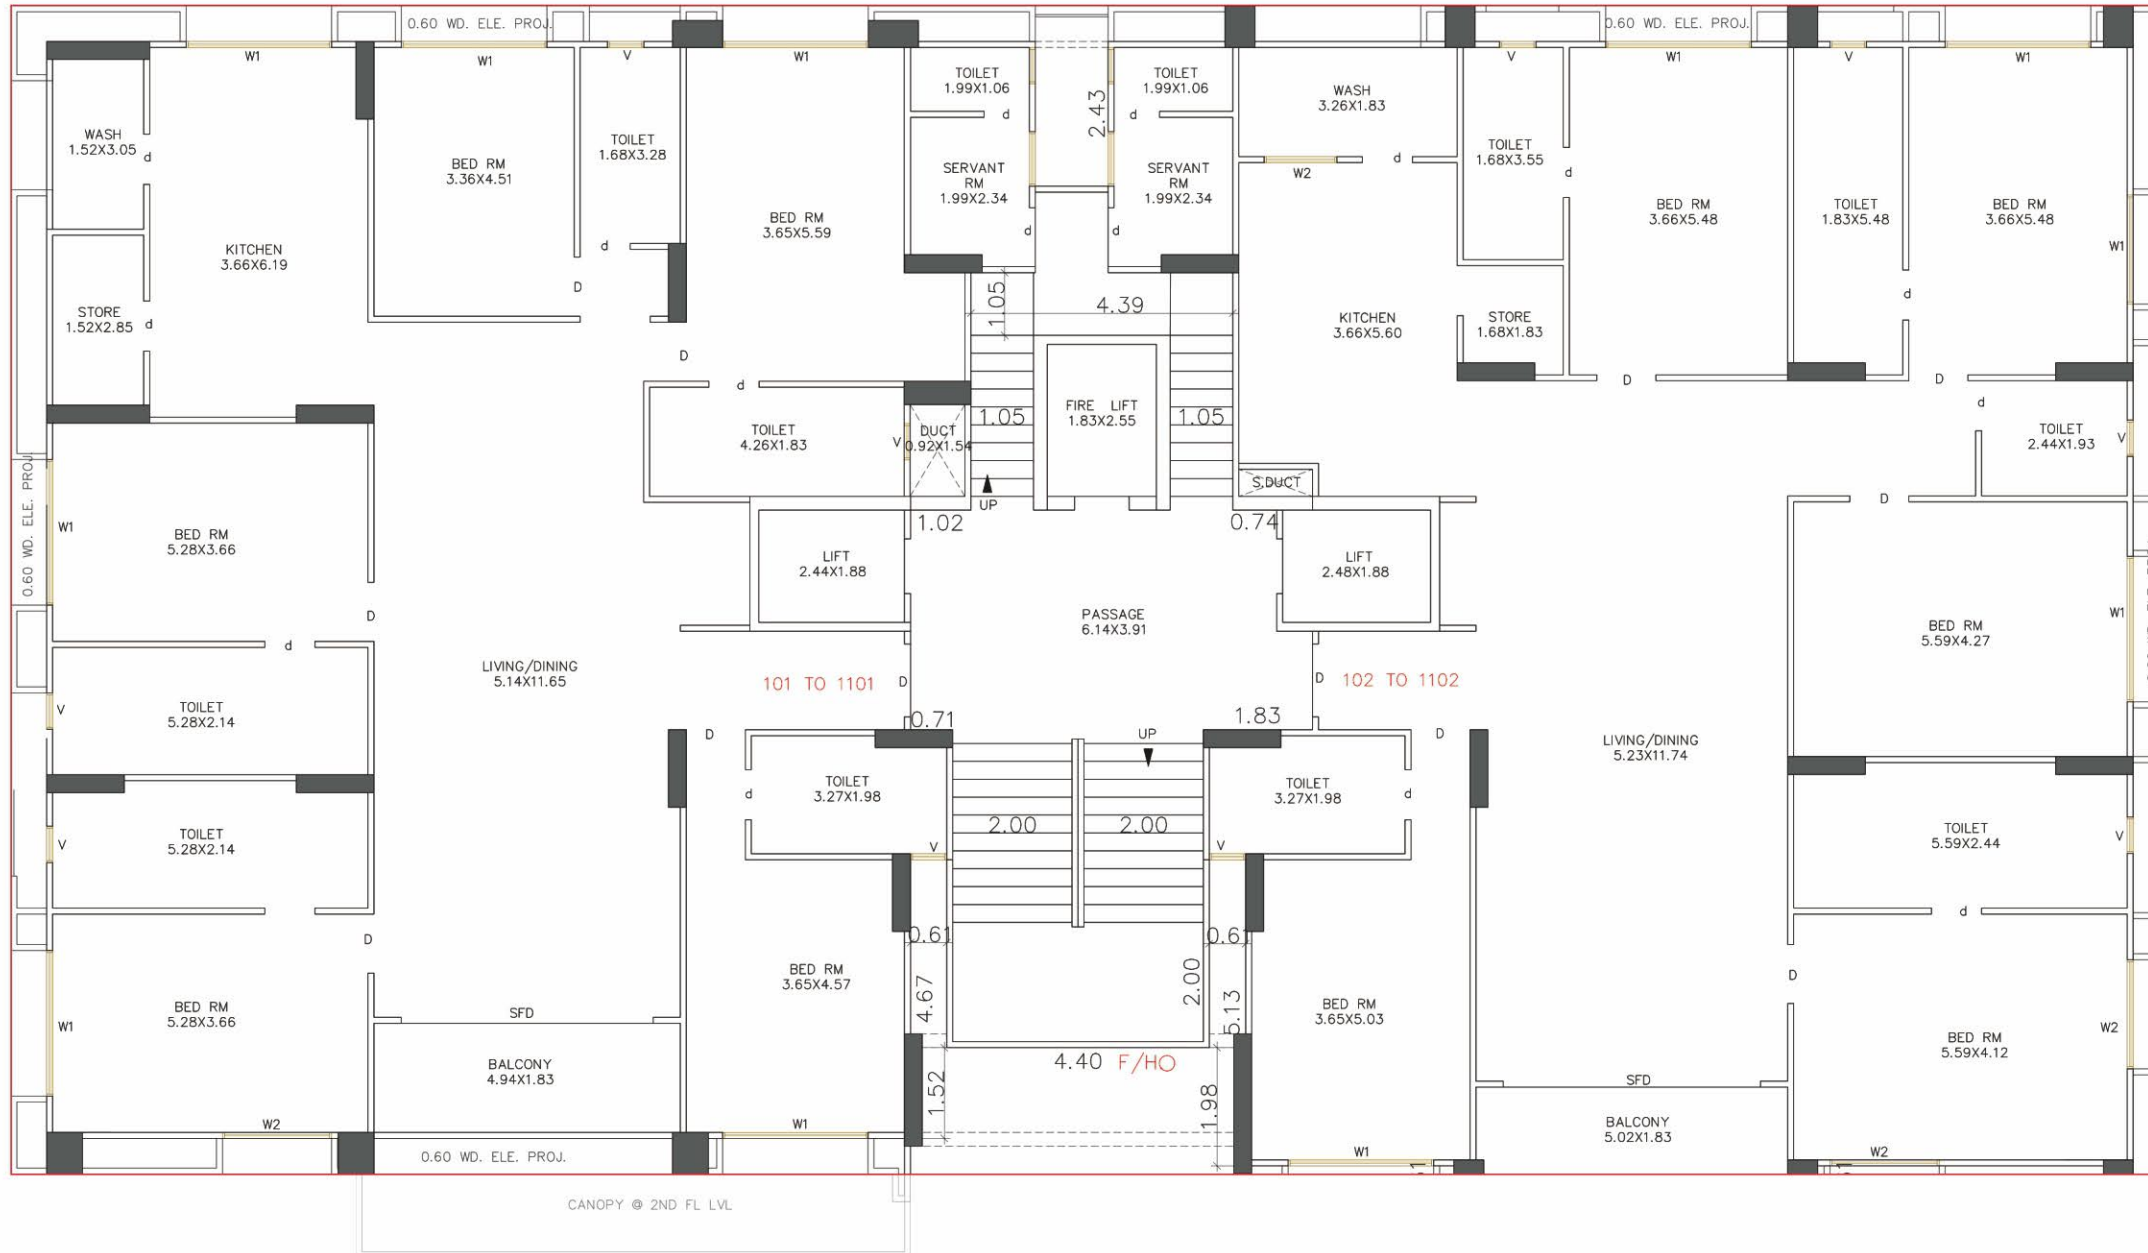 0.60 WD. ELE. PROJ.
0.60 WD. ELE. PROJ.
W1
W1
V
W1
V
W1
V
W1
TOILET
1.99X1.06
TOILET
1.99X1.06
d
d
2.43
WASH
3.26X1.83
WASH
1.52X3.05
d
BED RM
3.36X4.51
TOILET
1.68X3.28
SERVANT
RM
1.99X2.34
SERVANT
RM
1.99X2.34
d
W2
TOILET
1.68X3.55
d
BED RM
3.65X5.59
d
d
BED RM
3.66X5.48
TOILET
1.83X5.48
BED RM
3.66X5.48
W1
KITCHEN
3.66X6.19
d
D
STORE
1.52X2.85
d
1.05
4.39
KITCHEN
3.66X5.60
STORE
1.68X1.83
d
D
d
D
D
d
FIRE LIFT
1.83X2.55
1.05
1.05
TOILET
4.26X1.83
V
DUCT
0.92X1.54
TOILET
2.44X1.93
V
UP
S.DUCT
D
0.60 WD. ELE. PROJ.
W1
BED RM
5.28X3.66
1.02
0.74
LIFT
2.44X1.88
LIFT
2.48X1.88
D
PASSAGE
6.14X3.91
BED RM
5.59X4.27
W1
d
LIVING/DINING
5.14X11.65
101 TO 1101
D
D
102 TO 1102
V
TOILET
5.28X2.14
0.71
1.83
D
UP
D
LIVING/DINING
5.23X11.74
TOILET
3.27X1.98
d
TOILET
3.27X1.98
d
2.00
2.00
V
TOILET
5.28X2.14
V
V
TOILET
5.59X2.44
V
D
0.61
0.61
d
BED RM
3.65X4.57
4.67
2.00
5.13
D
W1
BED RM
5.28X3.66
SFD
BED RM
3.65X5.03
W2
BED RM
5.59X4.12
BALCONY
4.94X1.83
4.40 F/HO
1.52
1.98
SFD
W2
W1
BALCONY
5.02X1.83
W1
W2
0.60 WD. ELE. PROJ.
CANOPY @ 2ND FL LVL